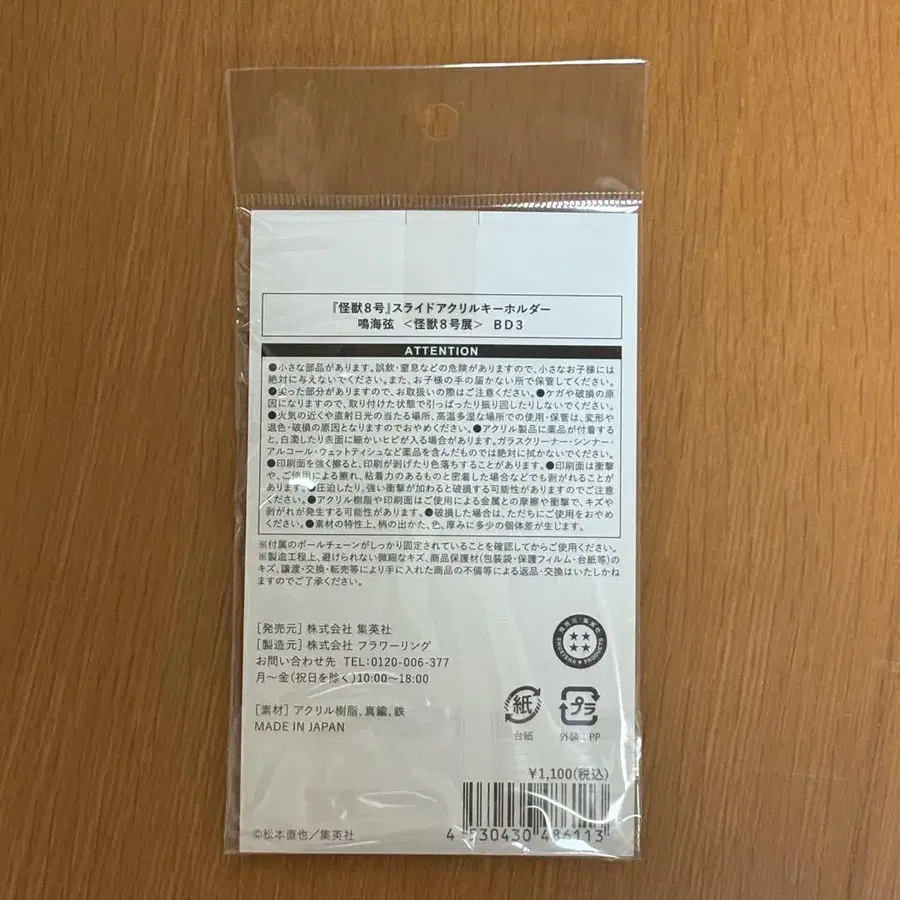 『怪獣８号』スライドアクリルキーホルダー
鳴海弦 ＜怪獣８号展＞ ＢＤ３
ATTENTION
●小さな部品があります。誤飲・窒息などの危険がありますので、小さなお子様には
絶対に与えないでください。また、お子様の手の届かない所で保管してください。
●尖った部分がありますので、お取扱いの際はご注意ください。●ケガや破損の原
因になりますので、取り付けた状態で引っぱったり振り回したりしないでください。
●火気の近くや直射日光の当たる場所、高温多湿な場所での使用・保管は、変形や
退色・破損の原因となりますのでおやめください。●アクリル製品に薬品が付着する
と、白濁したり表面に細かいヒビが入る場合があります。ガラスクリーナー・シンナー・
アルコール・ウェットティシュなど薬品を含んだものでは絶対に拭かないでください。
●印刷面を強く擦ると、印刷が剥げたり色落ちすることがあります。●印刷面は衝撃
や、ご使用による擦れ、粘着力のあるものと密着した場合などでも剥がれることが
あります。●圧迫したり、強い衝撃が加わると破損する可能性がありますのでご注意
ください。●アクリル樹脂や印刷面はご使用による金属との摩擦や衝撃で、キズや
剥がれが発生する可能性があります。●破損した場合は、ただちにご使用をおやめ
ください。●素材の特性上、柄の出かた、色、厚みに多少の個体差が生じます。
※付属のボールチェーンがしっかり固定されていることを確認してからご使用ください。
※製造工程上、避けられない微細なキズ、商品保護材(包装袋・保護フィルム・台紙等)の
キズ、譲渡・交換・転売等により手に入れた商品の不備等による返品・交換はいたしかね
ますのでご了承ください。
［発売元］株式会社 集英社
［製造元］株式会社 フラワーリング
お問い合わせ先 TEL:0120-006-377
月～金(祝日を除く)10:00～18:00
発売元／集英社
SHUEISHA PRODUCTS
［素材］アクリル樹脂、真鍮、鉄
MADE IN JAPAN
紙
台紙
プラ
外装：PP
¥1,100(税込)
4 930430 486113
©松本直也／集英社